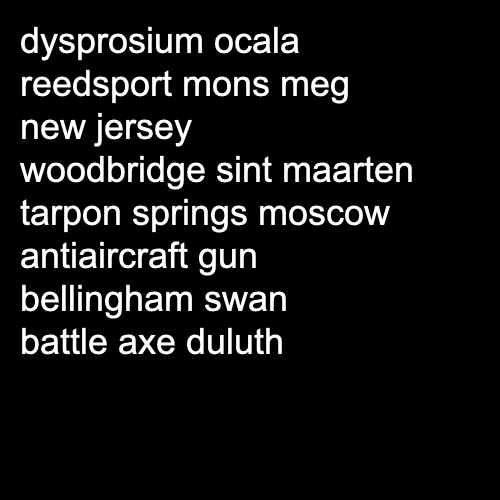 dysprosium ocala
reedsport mons meg
new jersey
woodbridge sint maarten
tarpon springs moscow
antiaircraft gun
bellingham swan
battle axe duluth